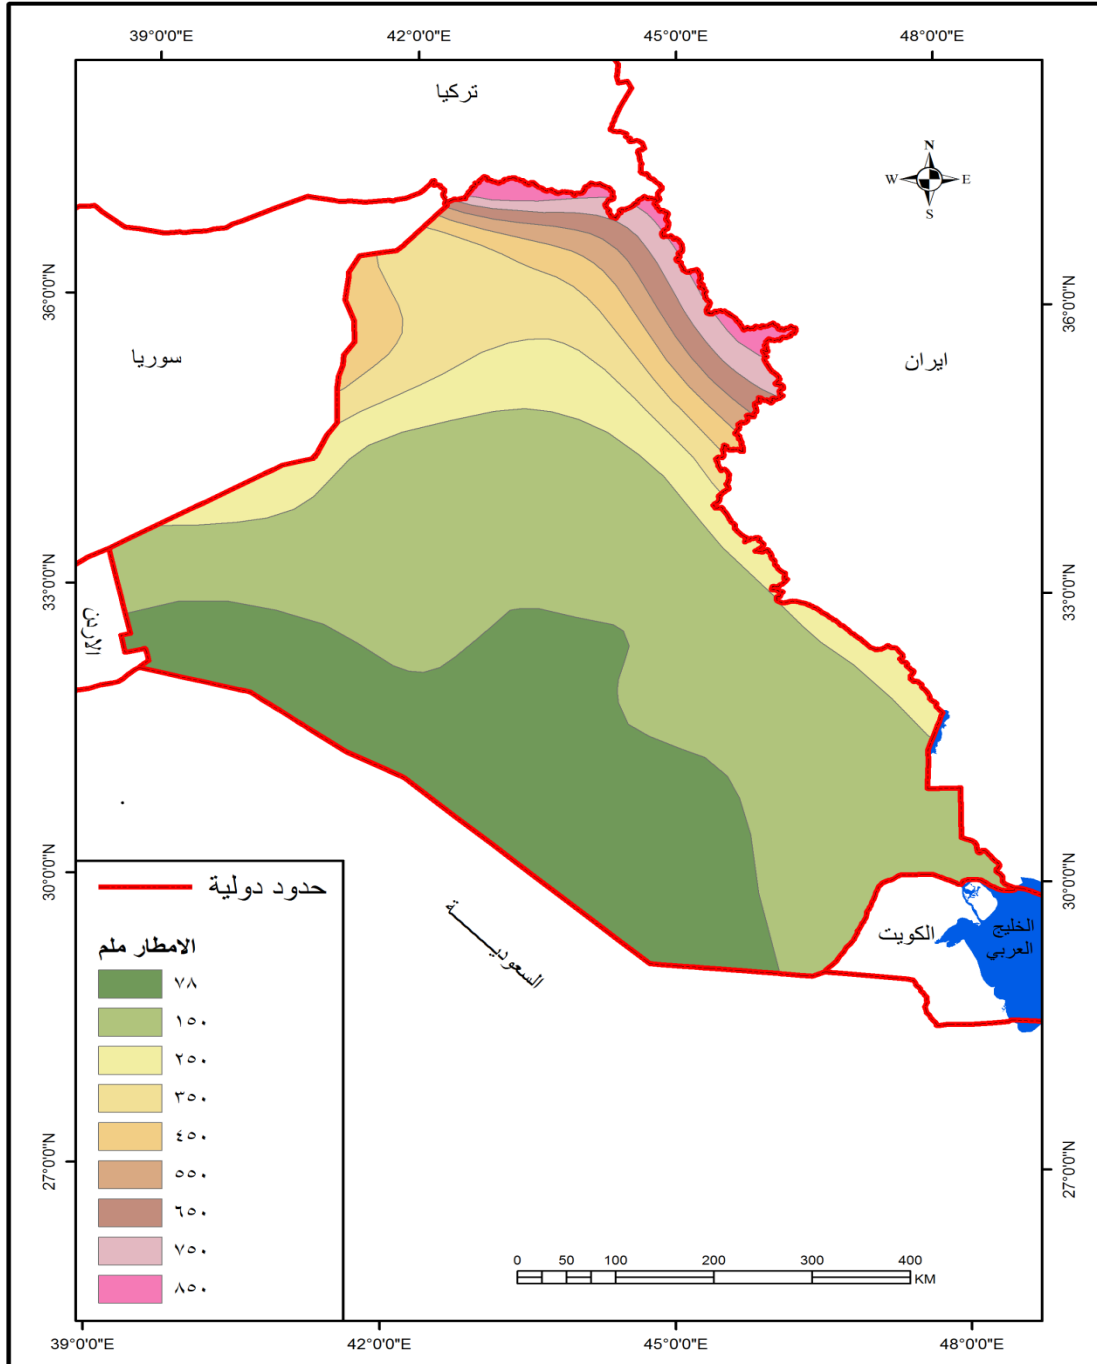 39°0'0"E 42°0'0"E 45°0'0"E 48°0'0"E
تركيا
N
W E
S
36°0'0"N 36°0'0"N
سوريا
ايران
33°0'0"N 33°0'0"N
الاردن
30°0'0"N 30°0'0"N
حدود دولية
السعوديـــــــة
الكويت
الخليج
العربي
الامطار ملم
٧٨
١٥٠
٢٥٠
٣٥٠
٤٥٠
٥٥٠
٦٥٠
٧٥٠
٨٥٠
27°0'0"N 27°0'0"N
0 50 100 200 300 400
KM
39°0'0"E 42°0'0"E 45°0'0"E 48°0'0"E